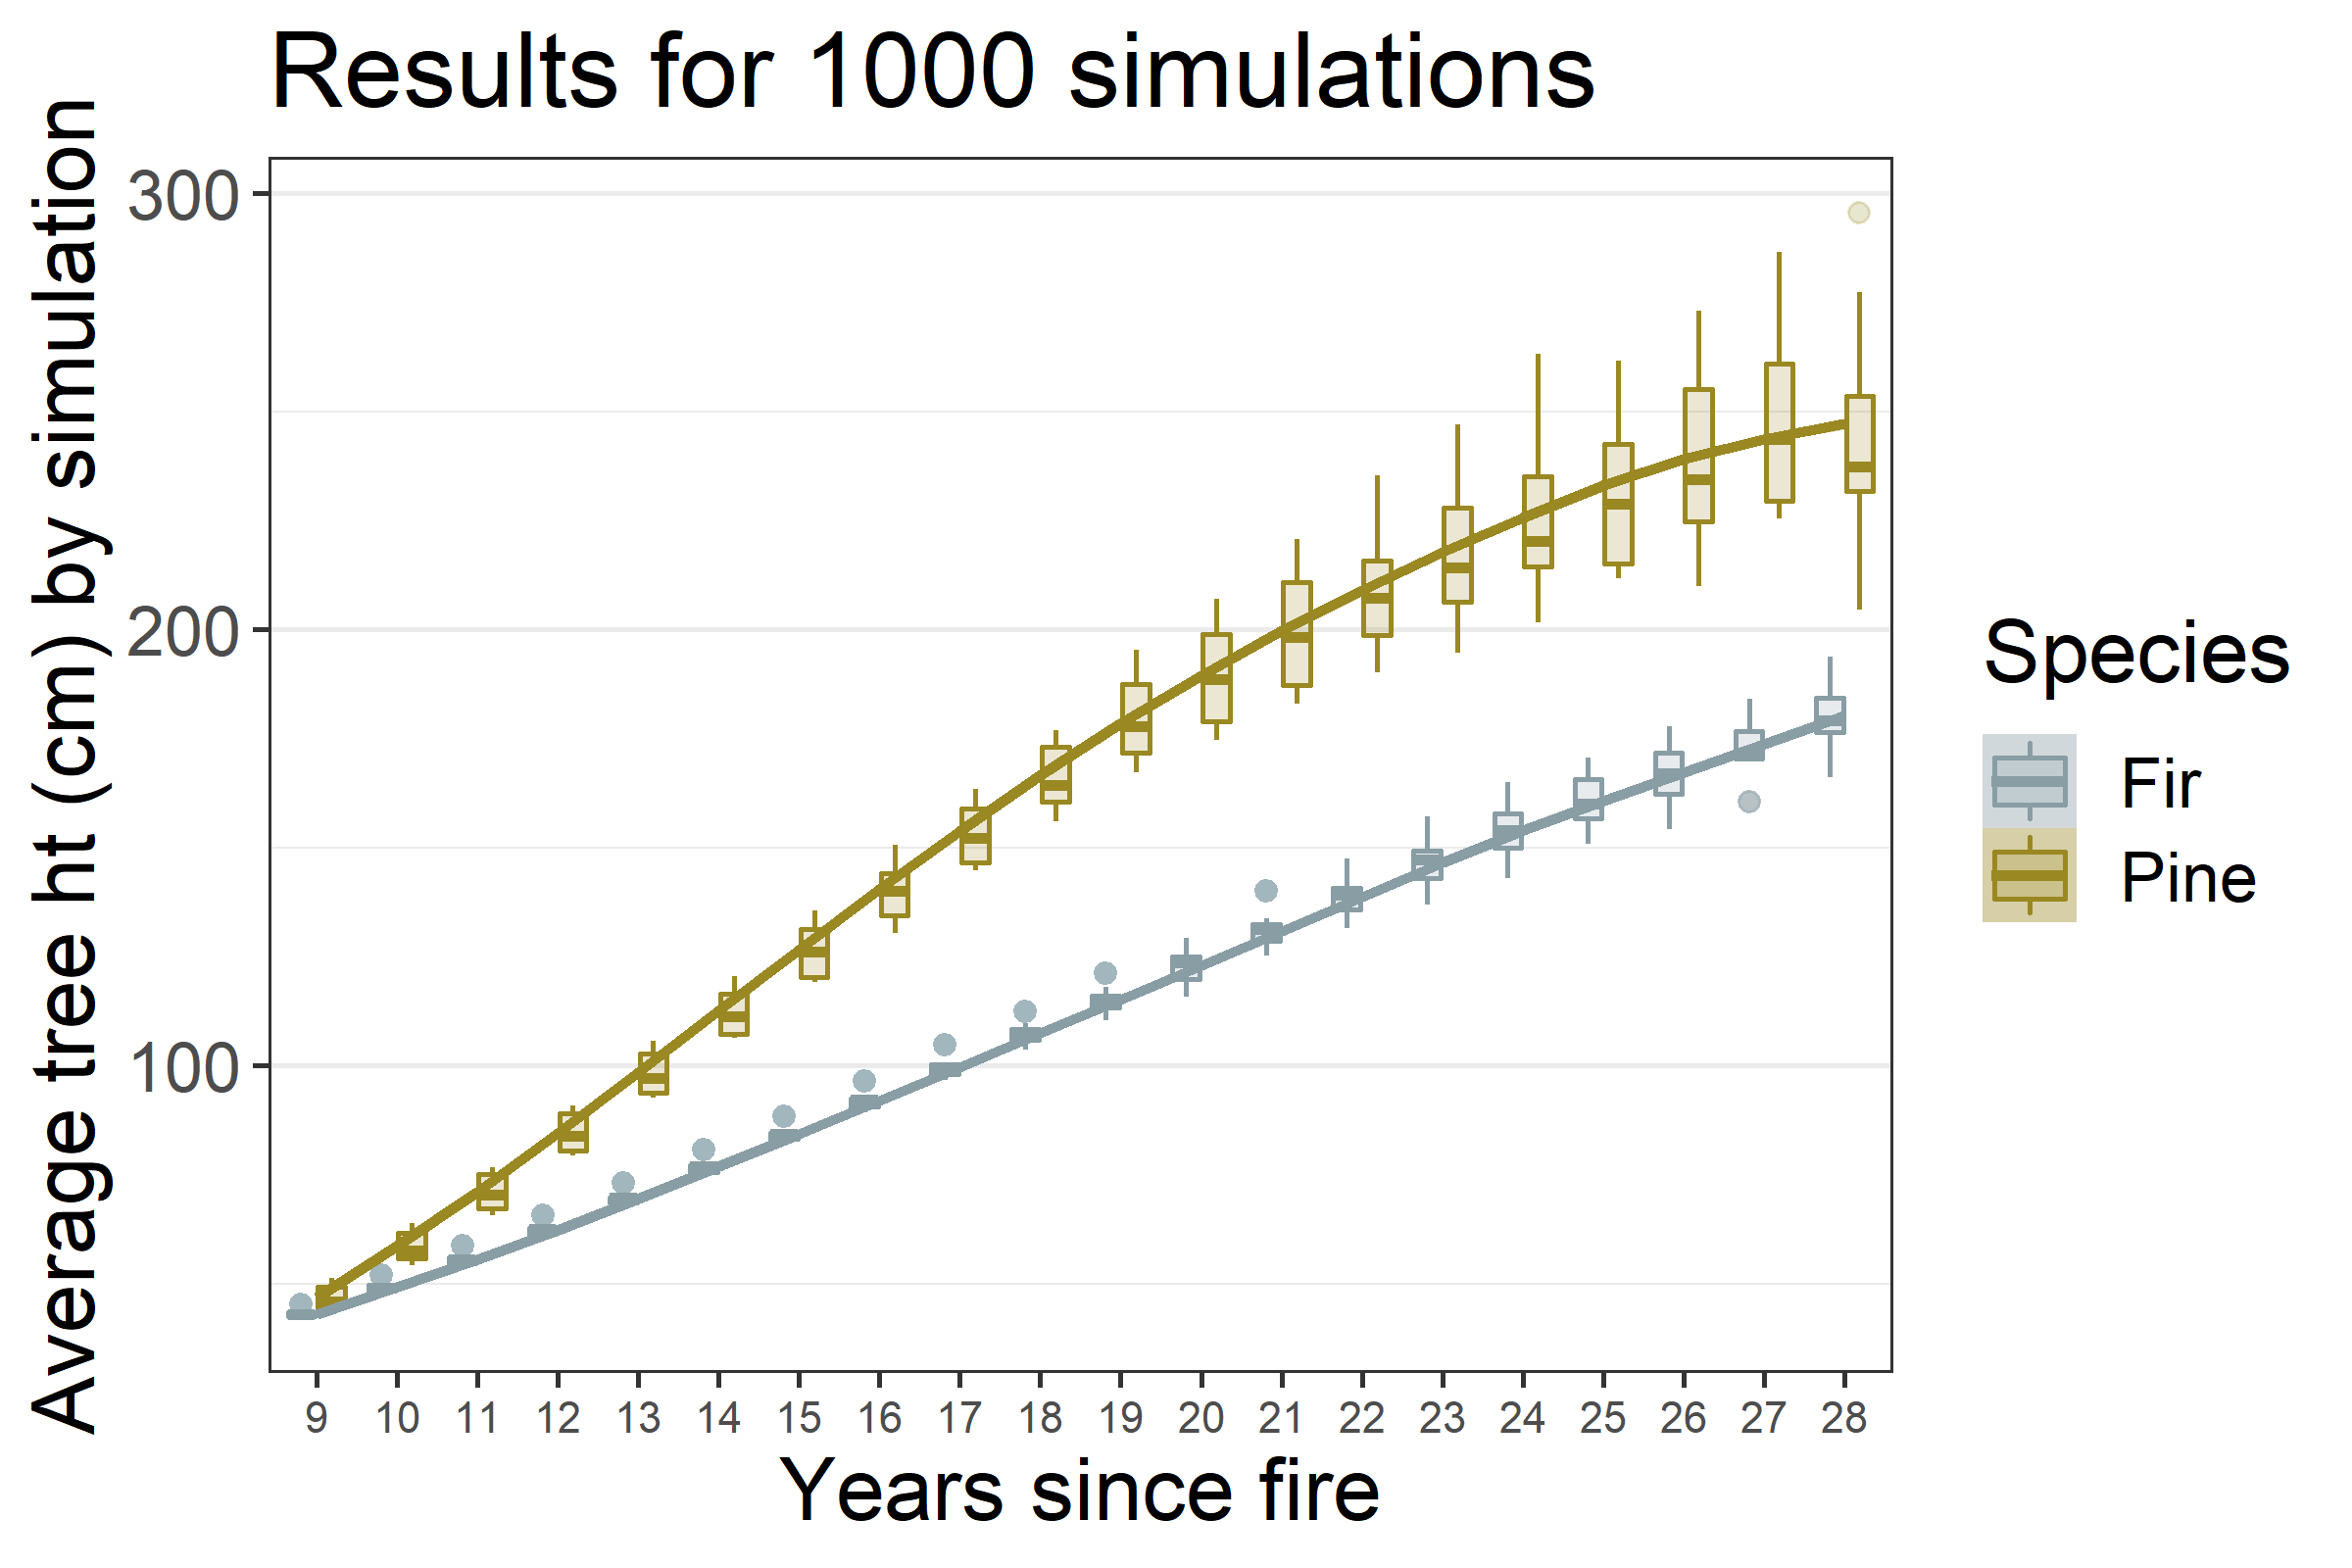 Results for 1000 simulations
Average tree ht (cm) by simulation
300
200
100
9 10 11 12 13 14 15 16 17 18 19 20 21 22 23 24 25 26 27 28
Years since fire
Species
Fir
Pine